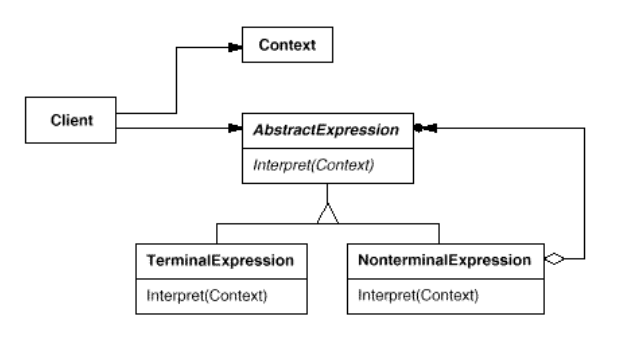 Context
Client
AbstractExpression
Interpret(Context)
TerminalExpression
Interpret(Context)
NonterminalExpression
Interpret(Context)